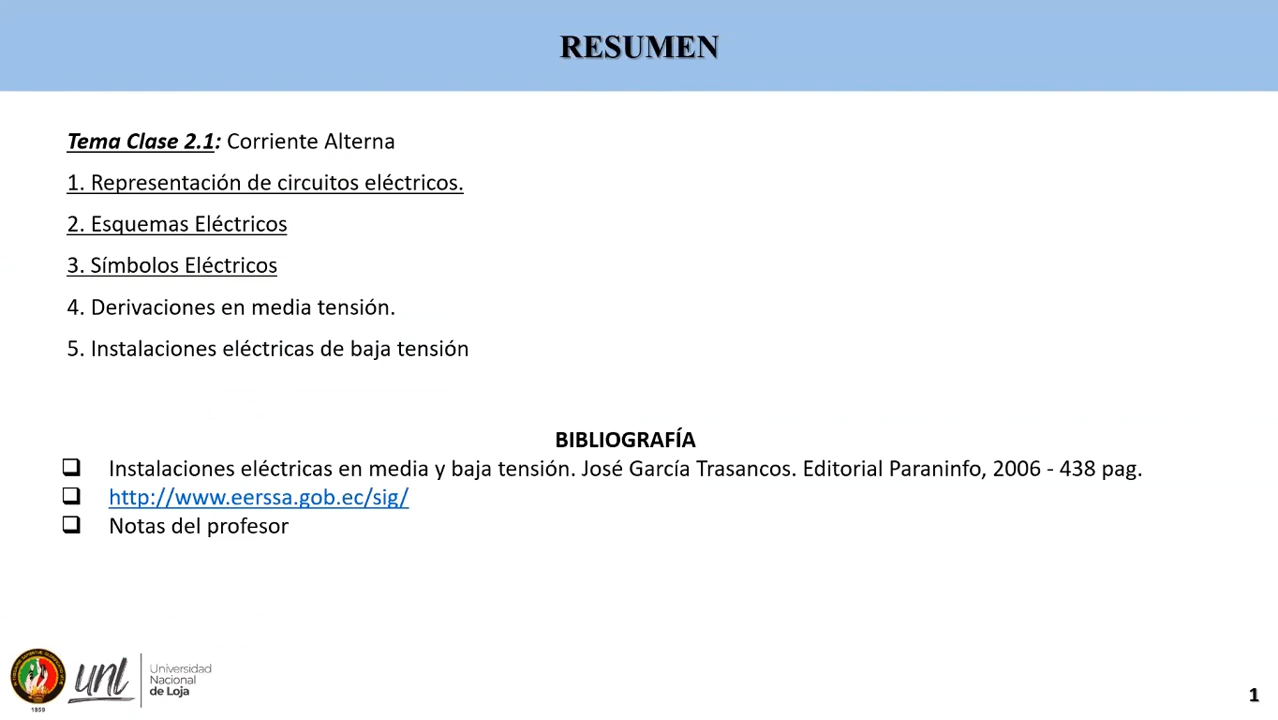 RESUMEN
Tema Clase 2.1: Corriente Alterna
1. Representación de circuitos eléctricos.
2. Esquemas Eléctricos
3. Símbolos Eléctricos
4. Derivaciones en media tensión.
5. Instalaciones eléctricas de baja tensión
BIBLIOGRAFÍA
❑ Instalaciones eléctricas en media y baja tensión. José García Trasancos. Editorial Paraninfo, 2006 - 438 pag.
❑ http://www.eerssa.gob.ec/sig/
❑ Notas del profesor
unl
Universidad
Nacional
de Loja
1859
1